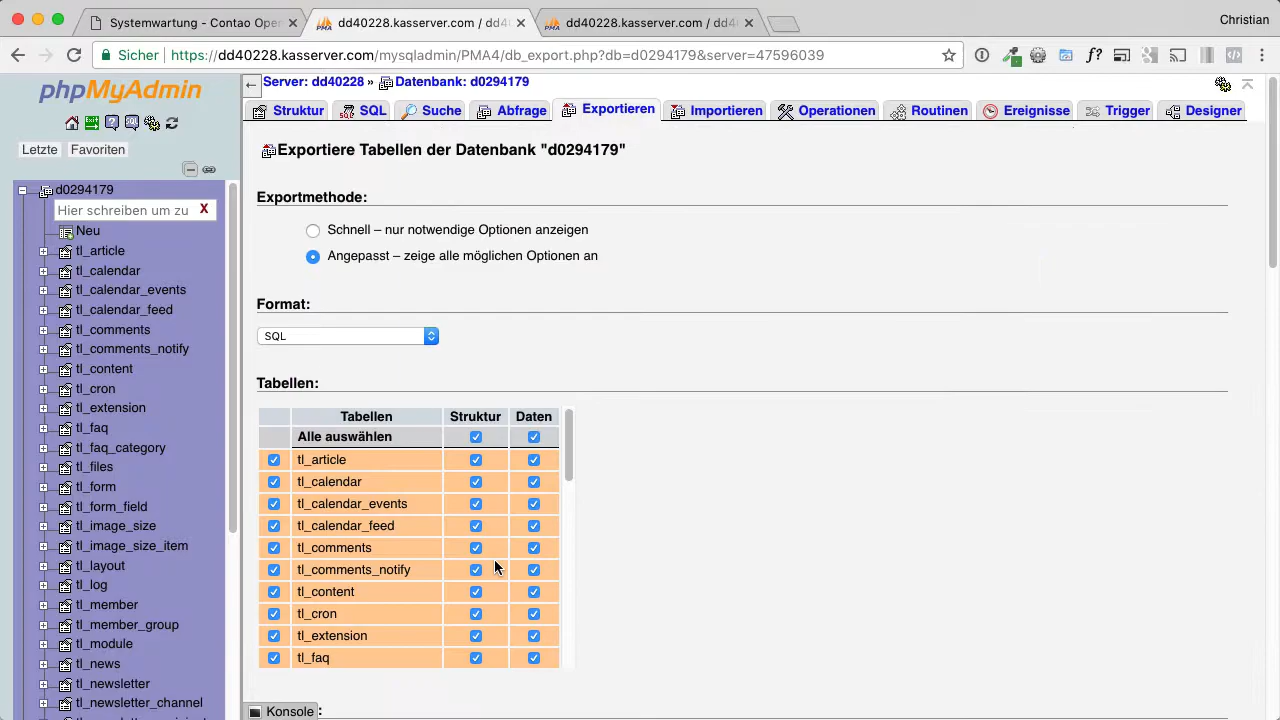 Systemwartung - Contao Ope
dd40228.kasserver.com / dd4
dd40228.kasserver.com / dd4
Christian
Sicher
https://dd40228.kasserver.com/mysqladmin/PMA4/db_export.php?db=d0294179&server=47596039
phpMyAdmin
Letzte
Favoriten
d0294179
Hier schreiben um zu X
Neu
tl_article
tl_calendar
tl_calendar_events
tl_calendar_feed
tl_comments
tl_comments_notify
tl_content
tl_cron
tl_extension
tl_faq
tl_faq_category
tl_files
tl_form
tl_form_field
tl_image_size
tl_image_size_item
tl_layout
tl_log
tl_member
tl_member_group
tl_module
tl_news
tl_newsletter
tl_newsletter_channel
Server: dd40228 » Datenbank: d0294179
Struktur
SQL
Suche
Abfrage
Exportieren
Importieren
Operationen
Routinen
Ereignisse
Trigger
Designer
Exportiere Tabellen der Datenbank "d0294179"
Exportmethode:
Schnell – nur notwendige Optionen anzeigen
Angepasst – zeige alle möglichen Optionen an
Format:
SQL
Tabellen:
Tabellen Struktur Daten
Alle auswählen
tl_article
tl_calendar
tl_calendar_events
tl_calendar_feed
tl_comments
tl_comments_notify
tl_content
tl_cron
tl_extension
tl_faq
Konsole :